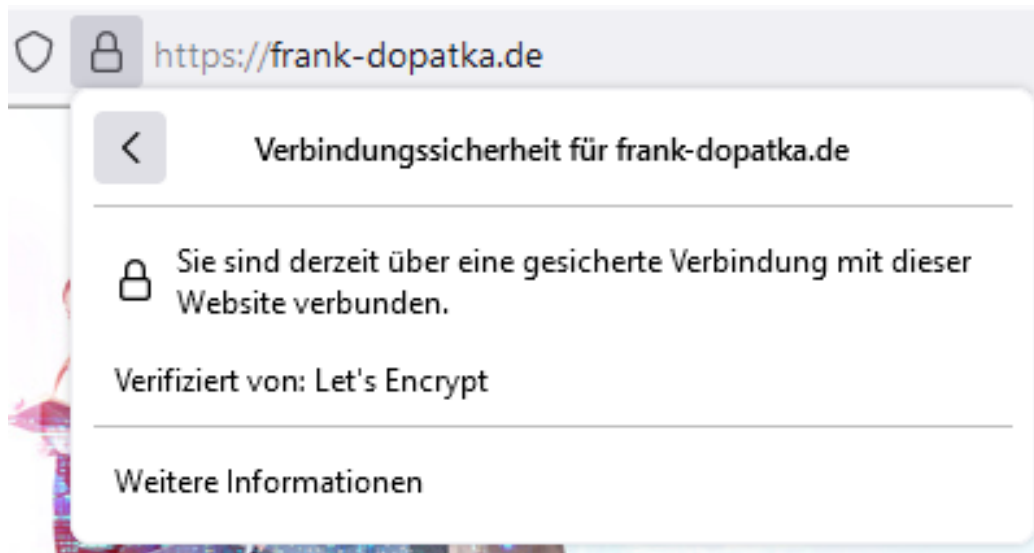 https://frank-dopatka.de
Verbindungssicherheit für frank-dopatka.de
Sie sind derzeit über eine gesicherte Verbindung mit dieser
Website verbunden.
Verifiziert von: Let's Encrypt
Weitere Informationen